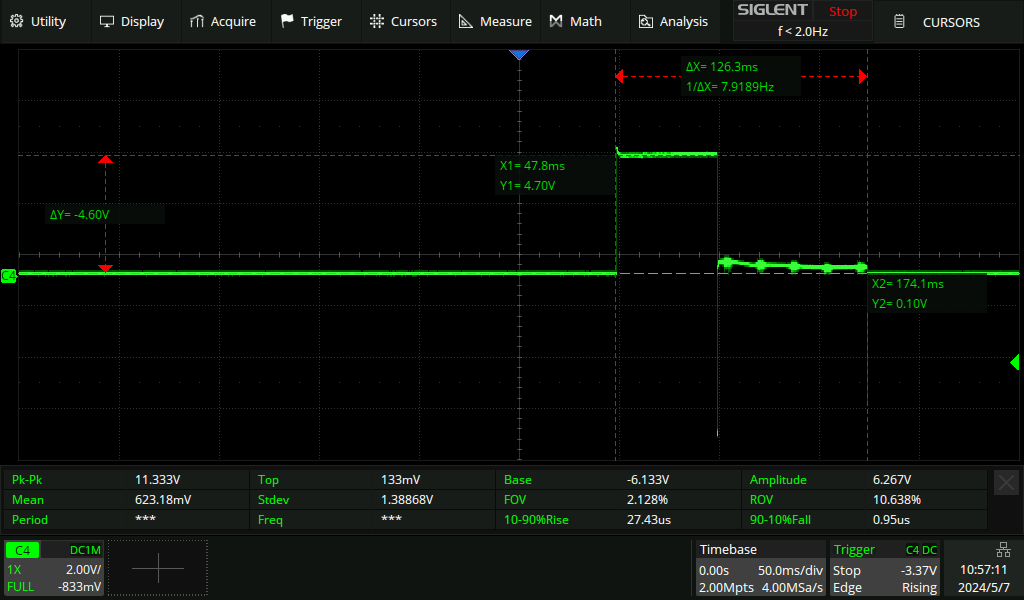 Utility Display Acquire Trigger Cursors Measure Math Analysis SIGLENT Stop CURSORS
f < 2.0Hz
ΔX= 126.3ms
1/ΔX= 7.9189Hz
X1= 47.8ms
Y1= 4.70V
ΔY= -4.60V
C4
X2= 174.1ms
Y2= 0.10V
Pk-Pk 11.333V Top 133mV Base -6.133V Amplitude 6.267V
Mean 623.18mV Stdev 1.38868V FOV 2.128% ROV 10.638%
Period *** Freq *** 10-90%Rise 27.43us 90-10%Fall 0.95us
C4 DC1M Timebase Trigger C4 DC
1X 2.00V/ 0.00s 50.0ms/div Stop -3.37V 10:57:11
FULL -833mV 2.00Mpts 4.00MSa/s Edge Rising 2024/5/7